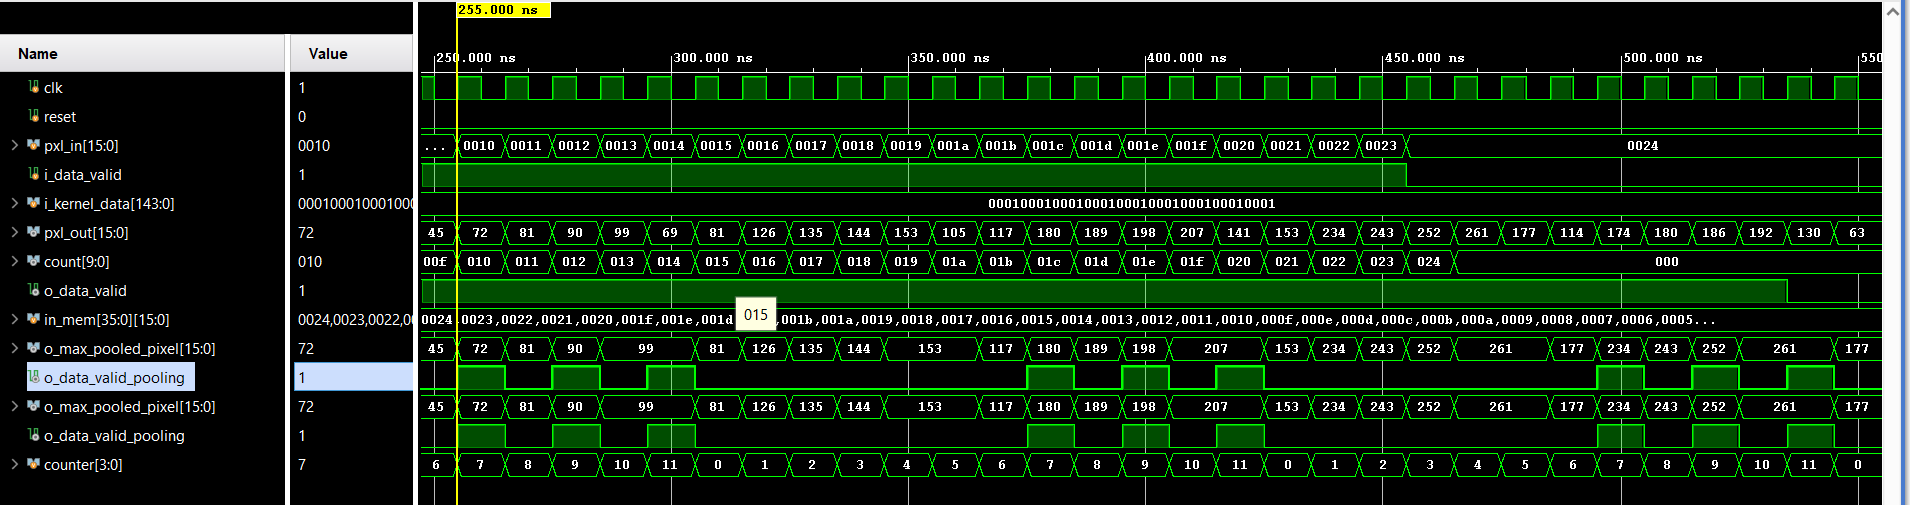 255.000 ns
Name Value
250.000 ns 300.000 ns 350.000 ns 400.000 ns 450.000 ns 500.000 ns 550
clk 1
reset 0
pxl_in[15:0] 0010 ... 0010 0011 0012 0013 0014 0015 0016 0017 0018 0019 001a 001b 001c 001d 001e 001f 0020 0021 0022 0023 0024
i_data_valid 1
i_kernel_data[143:0] 000100010001000 000100010001000100010001000100010001
pxl_out[15:0] 72 45 72 81 90 99 69 81 126 135 144 153 105 117 180 189 198 207 141 153 234 243 252 261 177 114 174 180 186 192 130 63
count[9:0] 010 00f 010 011 012 013 014 015 016 017 018 019 01a 01b 01c 01d 01e 01f 020 021 022 023 024 000
o_data_valid 1
015
in_mem[35:0][15:0] 0024,0023,0022,00 0024,0023,0022,0021,0020,001f,001e,001d ,001b,001a,0019,0018,0017,0016,0015,0014,0013,0012,0011,0010,000f,000e,000d,000c,000b,000a,0009,0008,0007,0006,0005...
o_max_pooled_pixel[15:0] 72 45 72 81 90 99 81 126 135 144 153 117 180 189 198 207 153 234 243 252 261 177 234 243 252 261 177
o_data_valid_pooling 1
o_max_pooled_pixel[15:0] 72 45 72 81 90 99 81 126 135 144 153 117 180 189 198 207 153 234 243 252 261 177 234 243 252 261 177
o_data_valid_pooling 1
counter[3:0] 7 6 7 8 9 10 11 0 1 2 3 4 5 6 7 8 9 10 11 0 1 2 3 4 5 6 7 8 9 10 11 0